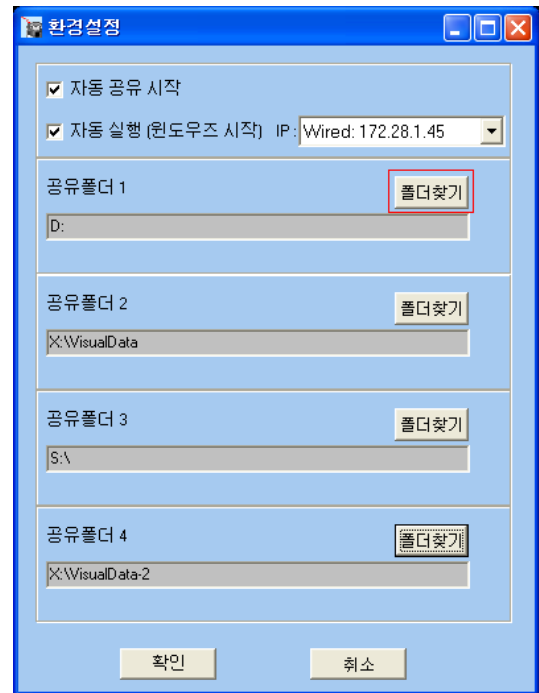 환경설정
자동 공유 시작
자동 실행 (윈도우즈 시작) IP : Wired: 172.28.1.45
공유폴더 1 폴더찾기
D:
공유폴더 2 폴더찾기
X:\VisualData
공유폴더 3 폴더찾기
S:\
공유폴더 4 폴더찾기
X:\VisualData-2
확인 취소